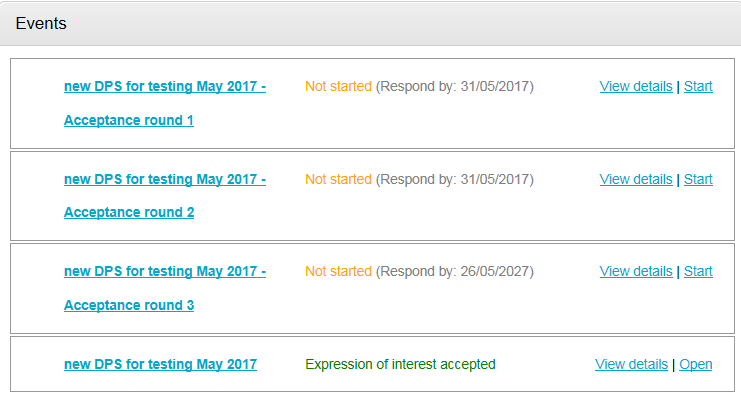 Events
new DPS for testing May 2017 - Not started (Respond by: 31/05/2017) View details | Start
Acceptance round 1
new DPS for testing May 2017 - Not started (Respond by: 31/05/2017) View details | Start
Acceptance round 2
new DPS for testing May 2017 - Not started (Respond by: 26/05/2027) View details | Start
Acceptance round 3
new DPS for testing May 2017 Expression of interest accepted View details | Open